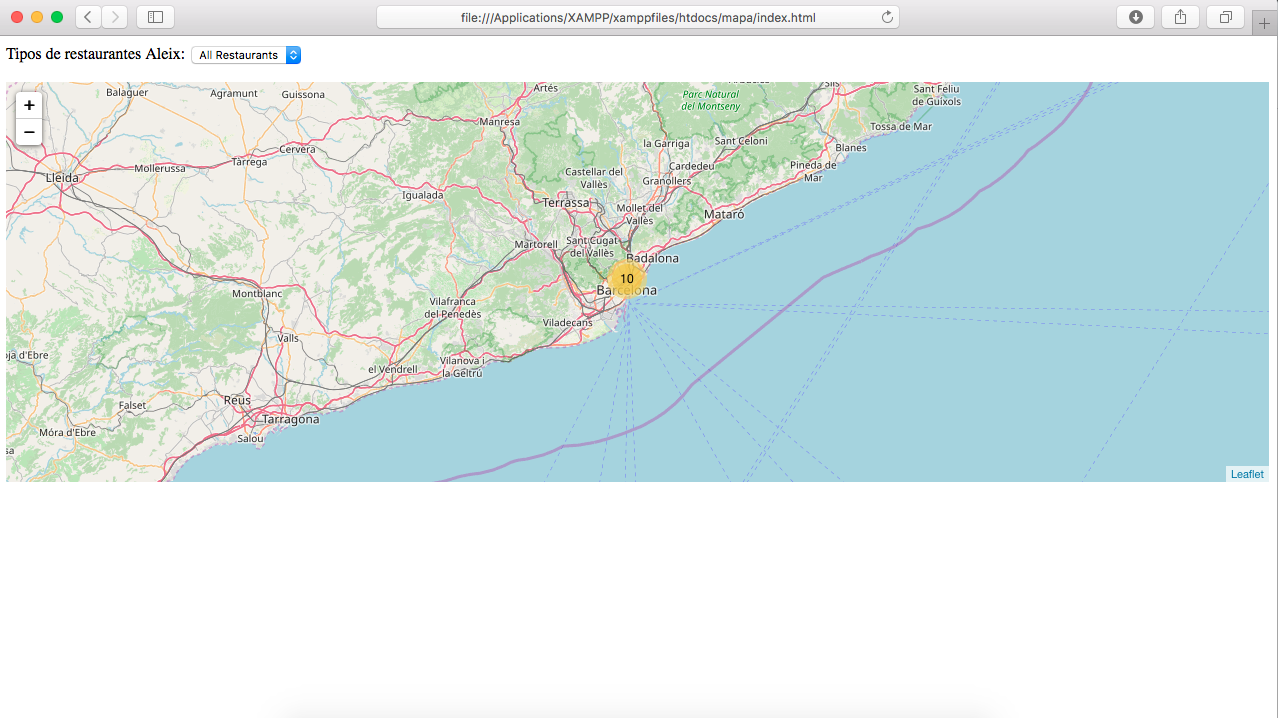 file:///Applications/XAMPP/xamppfiles/htdocs/mapa/index.html
Tipos de restaurantes Aleix: All Restaurants
+
−
Balaguer
Agramunt
Guissona
Artés
Parc Natural
del Montseny
Sils
Sant Feliu
de Guíxols
Manresa
Tossa de Mar
la Garriga
Sant Celoni
Blanes
Cervera
Tàrrega
Mollerussa
Lleida
Castellar del
Vallès
Cardedeu
Granollers
Pineda de
Mar
Igualada
Terrassa
Mollet del
Vallès
Mataró
Martorell
Sant Cugat
del Vallès
Badalona
10
Barcelona
Montblanc
Vilafranca
del Penedès
Viladecans
Valls
oja d'Ebre
el Vendrell
Vilanova i
la Geltrú
Reus
Falset
Tarragona
Móra d'Ebre
Salou
sa
Leaflet